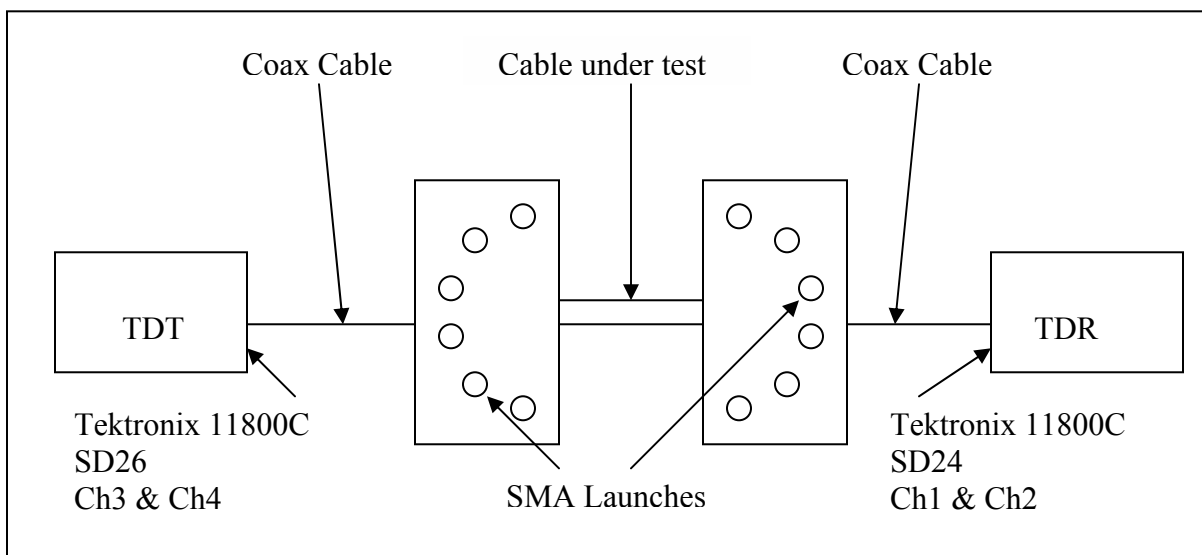 Coax Cable
Cable under test
Coax Cable
TDT
TDR
Tektronix 11800C
SD26
Ch3 & Ch4
SMA Launches
Tektronix 11800C
SD24
Ch1 & Ch2